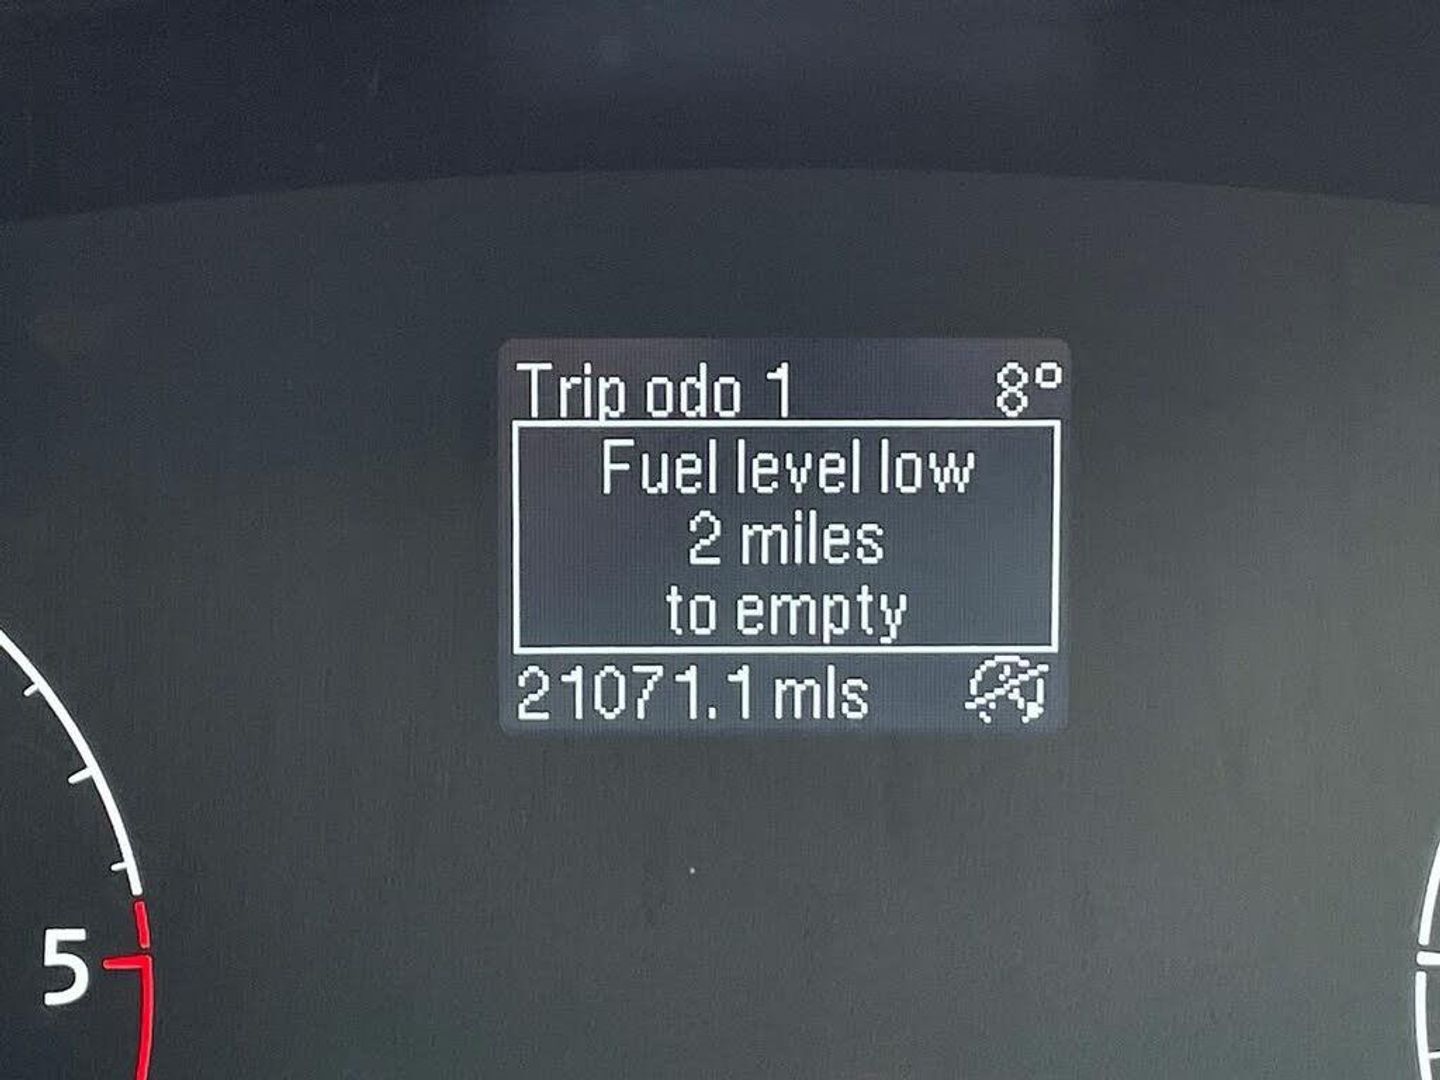 Trip odo 1 8°
Fuel level low
2 miles
to empty
21071.1 mls
5